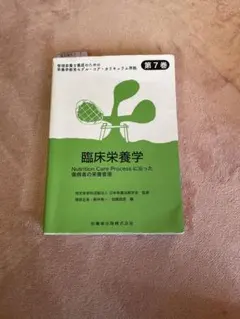 管理栄養士養成のための
栄養学教育モデル・コア・カリキュラム準拠
第7巻
臨床栄養学
Nutrition Care Process に沿った
傷病者の栄養管理
医歯薬出版株式会社